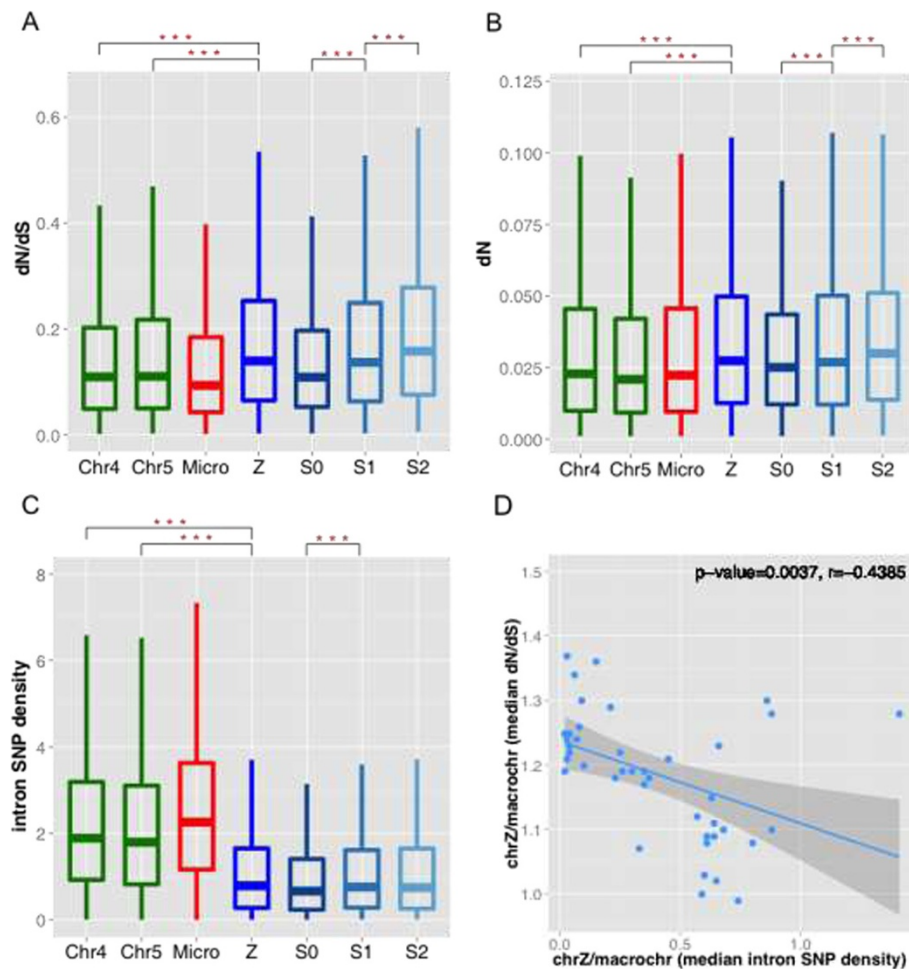 A
* * *
* * *
* * *
* * *
dN/dS
0.6
0.4
0.2
0.0
Chr4 Chr5 Micro Z S0 S1 S2
B
* * *
* * *
* * *
* * *
dN
0.125
0.100
0.075
0.050
0.025
0.000
Chr4 Chr5 Micro Z S0 S1 S2
C
* * *
* * *
* * *
intron SNP density
8
6
4
2
0
Chr4 Chr5 Micro Z S0 S1 S2
D
p-value=0.0037, r=-0.4385
chrZ/macrochr (median dN/dS)
1.5
1.4
1.3
1.2
1.1
1.0
0.0 0.5 1.0
chrZ/macrochr (median intron SNP density)